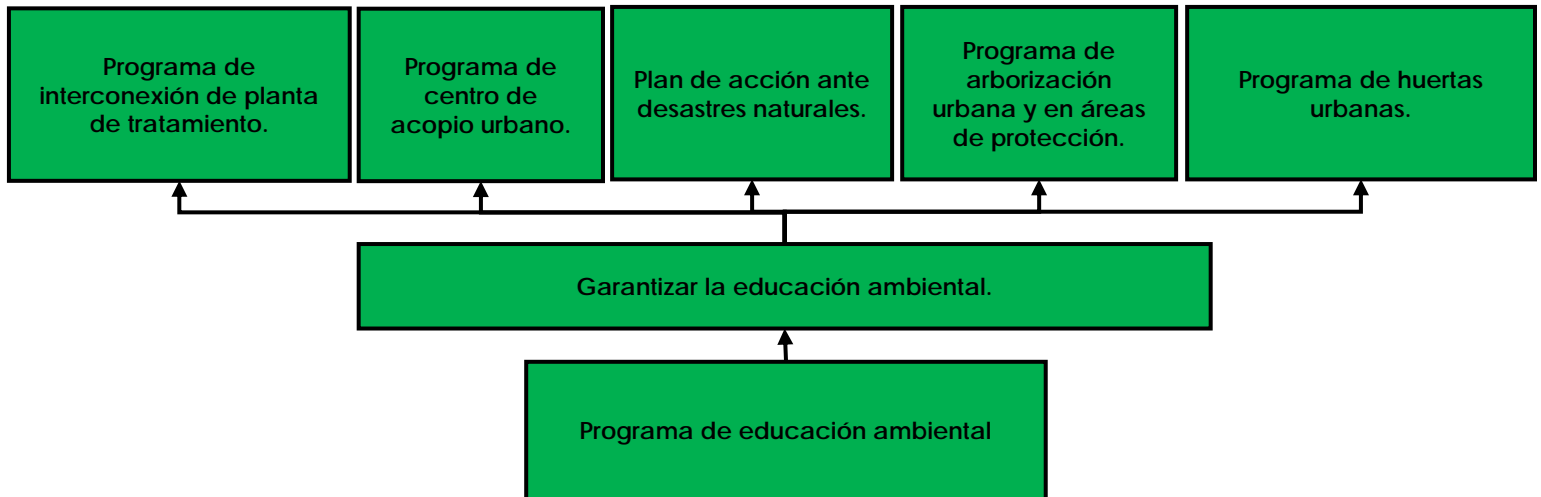 Programa de
interconexión de planta
de tratamiento.
Programa de
centro de
acopio urbano.
Plan de acción ante
desastres naturales.
Programa de
arborización
urbana y en áreas
de protección.
Programa de huertas
urbanas.
Garantizar la educación ambiental.
Programa de educación ambiental